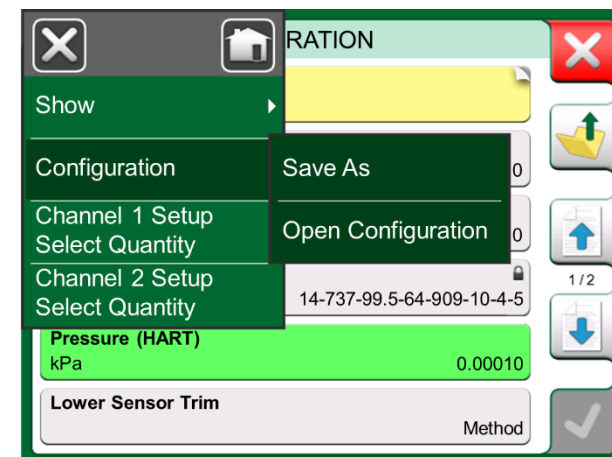 RATION
Show
Configuration
Save As
0
Channel 1 Setup
Select Quantity
Open Configuration
0
Channel 2 Setup
Select Quantity
14-737-99.5-64-909-10-4-5
1/2
Pressure (HART)
kPa
0.00010
Lower Sensor Trim
Method